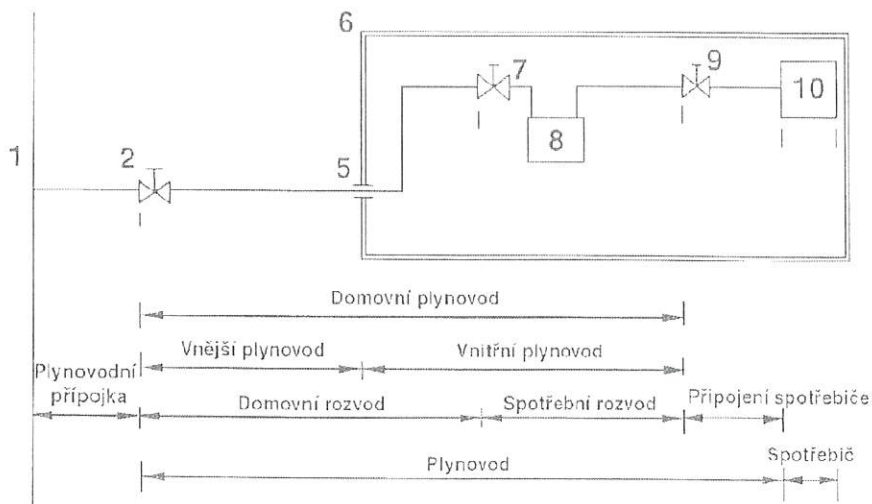 6
7
9
10
8
1
2
5
Domovní plynovod
Vnější plynovod
Vnitřní plynovod
Plynovodní
přípojka
Domovní rozvod
Spotřební rozvod
Připojení spotřebiče
Plynovod
Spotřebič